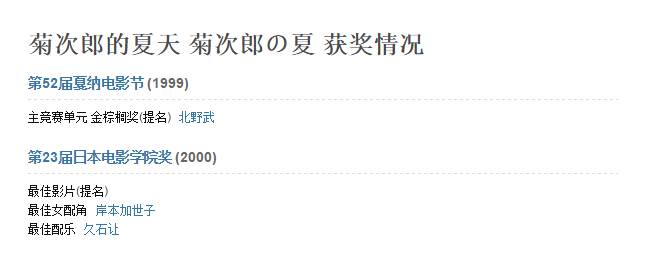 菊次郎的夏天 菊次郎の夏 获奖情况
第52届戛纳电影节 (1999)
主竞赛单元 金棕榈奖(提名) 北野武
第23届日本电影学院奖 (2000)
最佳影片(提名)
最佳女配角 岸本加世子
最佳配乐 久石让